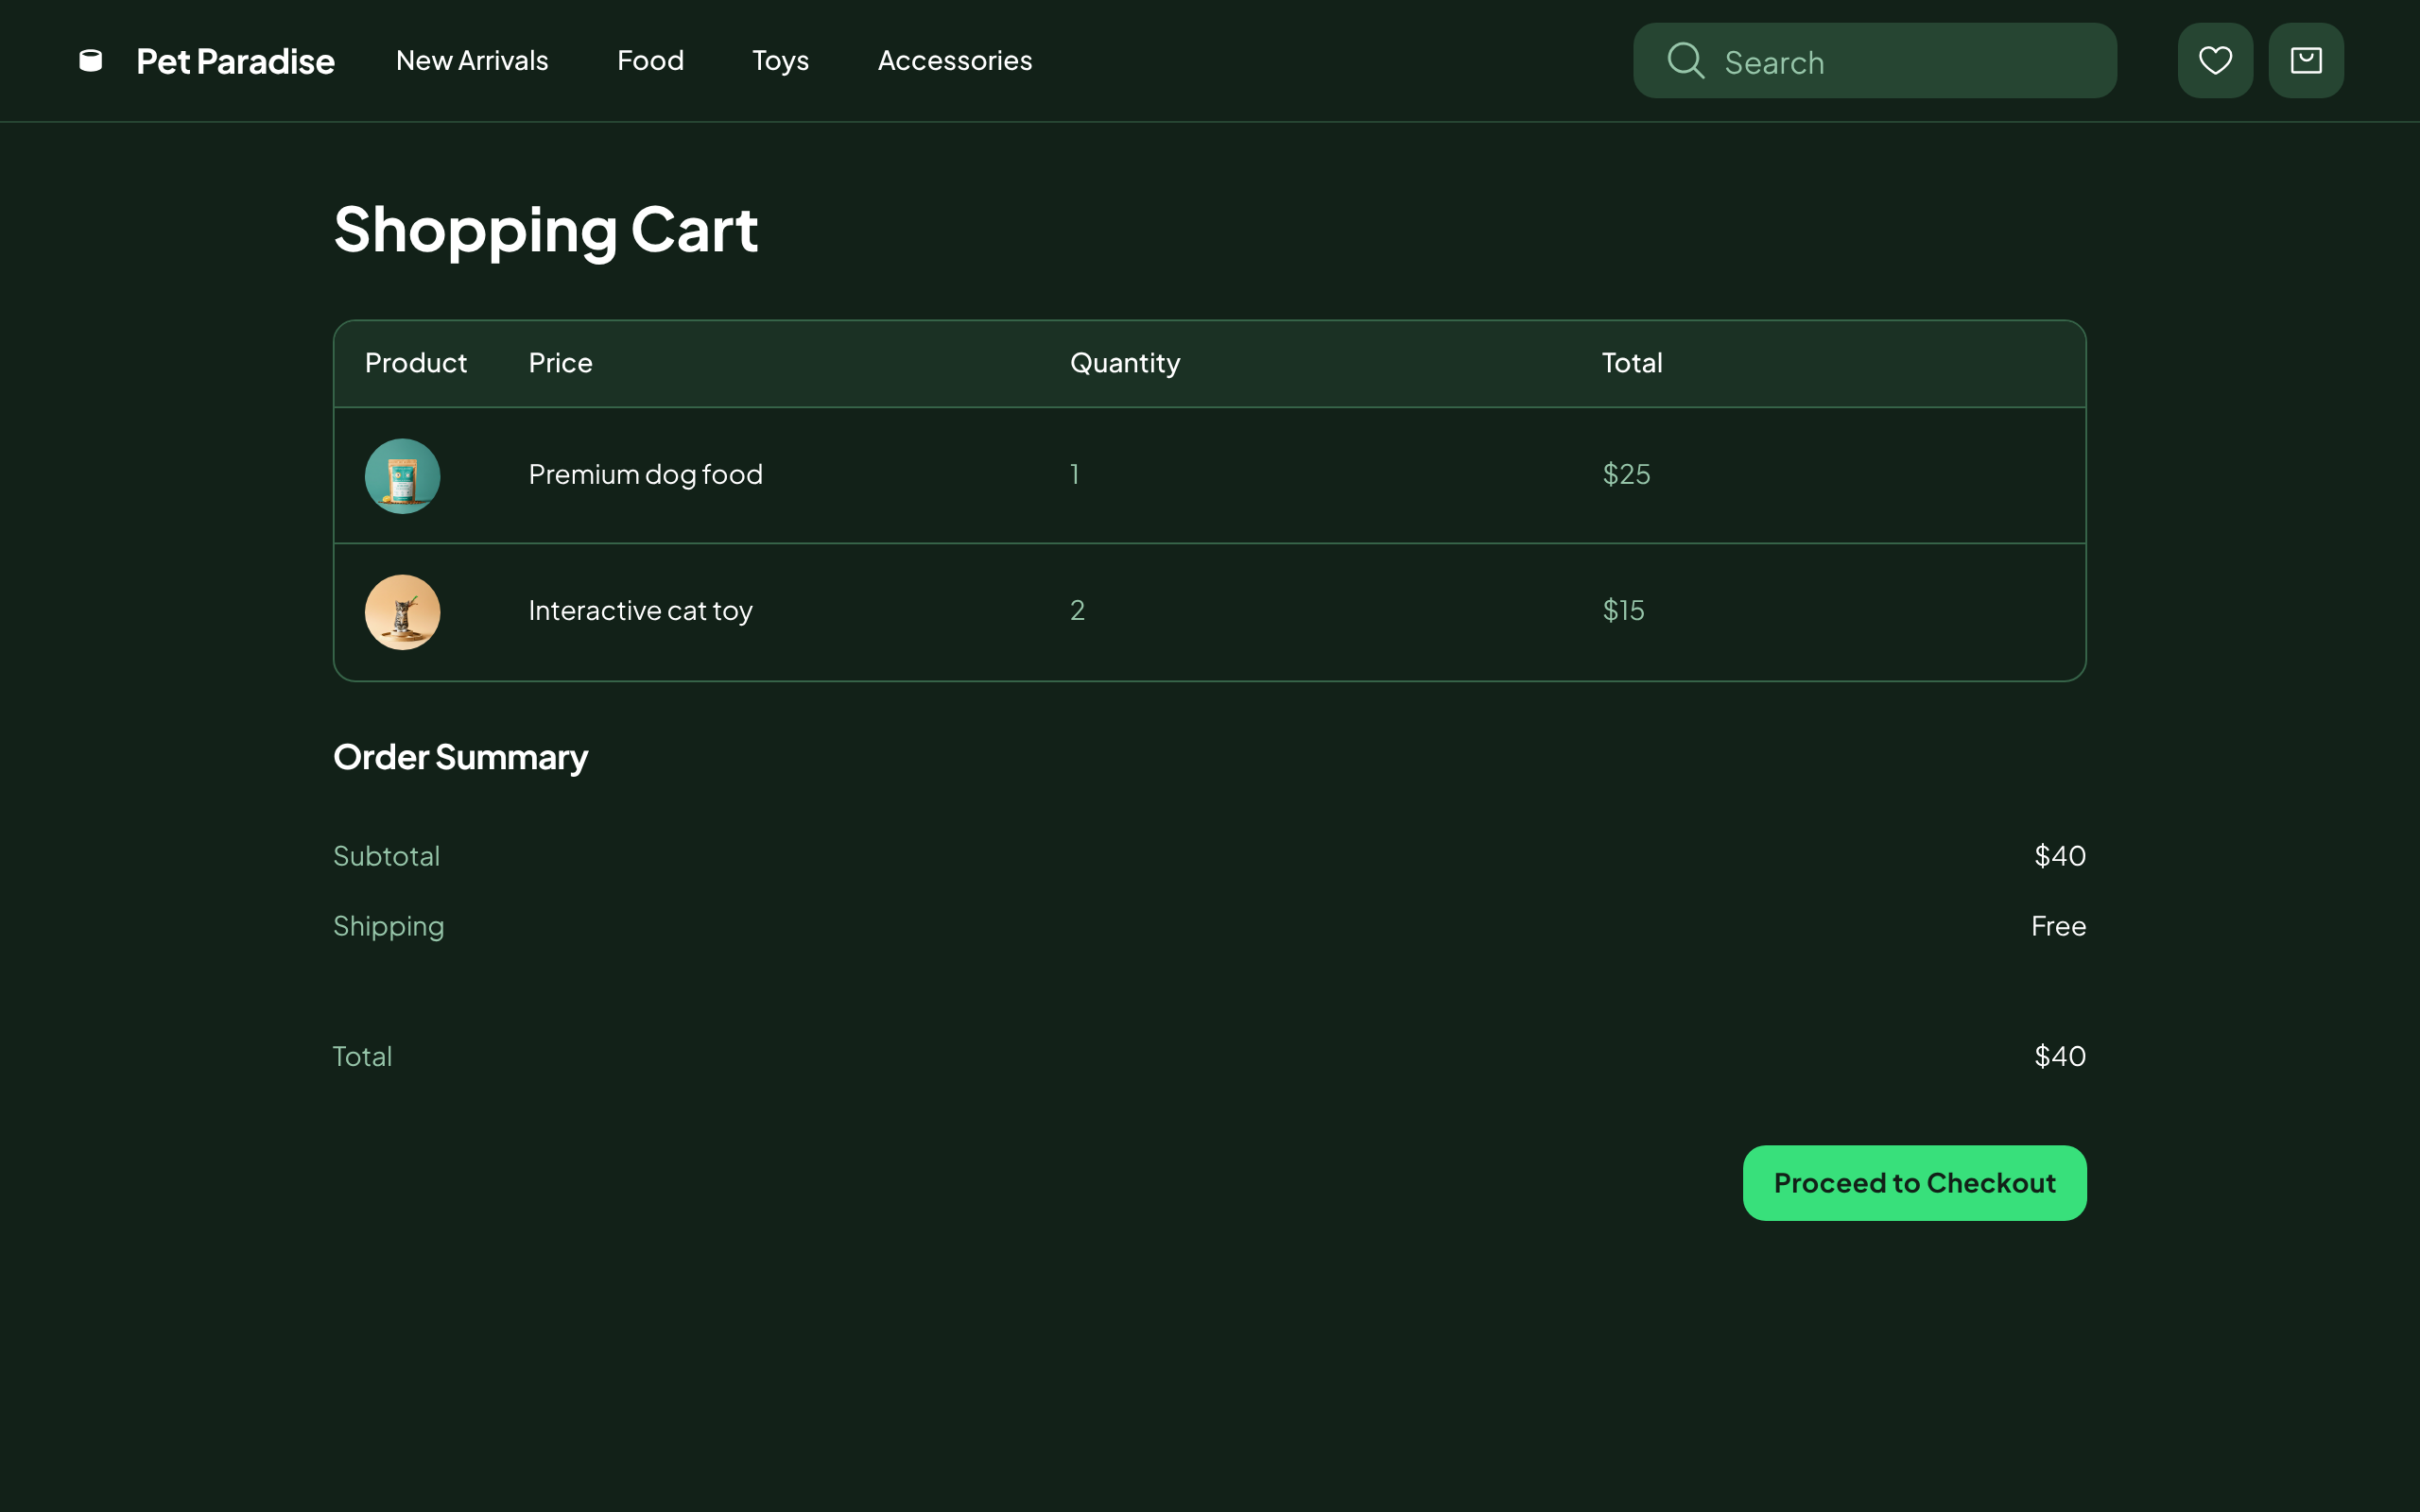 Pet Paradise New Arrivals Food Toys Accessories Search
Shopping Cart
Product Price Quantity Total
Premium dog food 1 $25
Interactive cat toy 2 $15
Order Summary
Subtotal $40
Shipping Free
Total $40
Proceed to Checkout